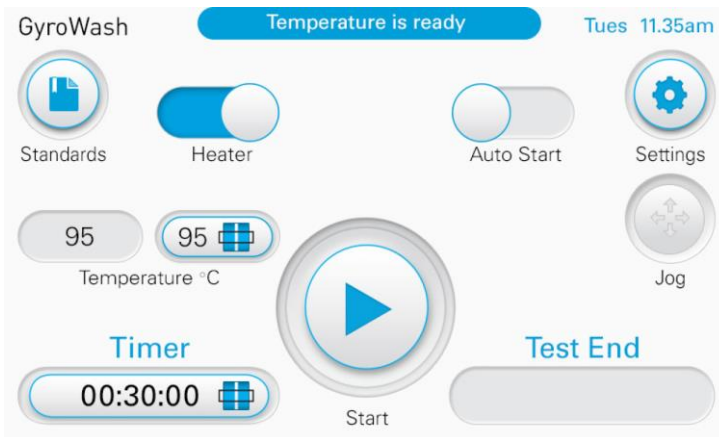 GyroWash
Temperature is ready
Tues 11.35am
Standards
Heater
Auto Start
Settings
95
95
Temperature °C
Jog
Timer
Test End
00:30:00
Start